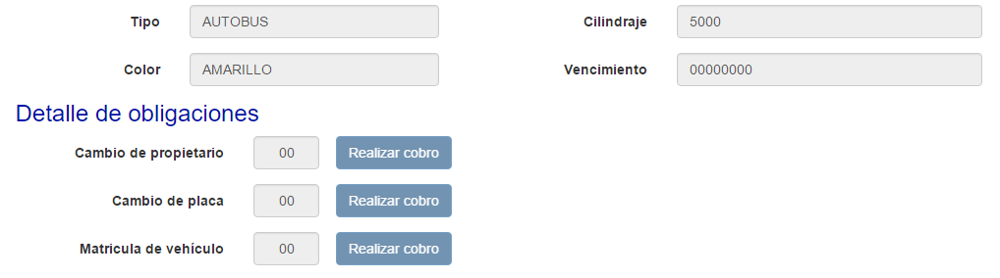 Tipo AUTOBUS Cilindraje 5000
Color AMARILLO Vencimiento 00000000
Detalle de obligaciones
Cambio de propietario 00 Realizar cobro
Cambio de placa 00 Realizar cobro
Matricula de vehículo 00 Realizar cobro